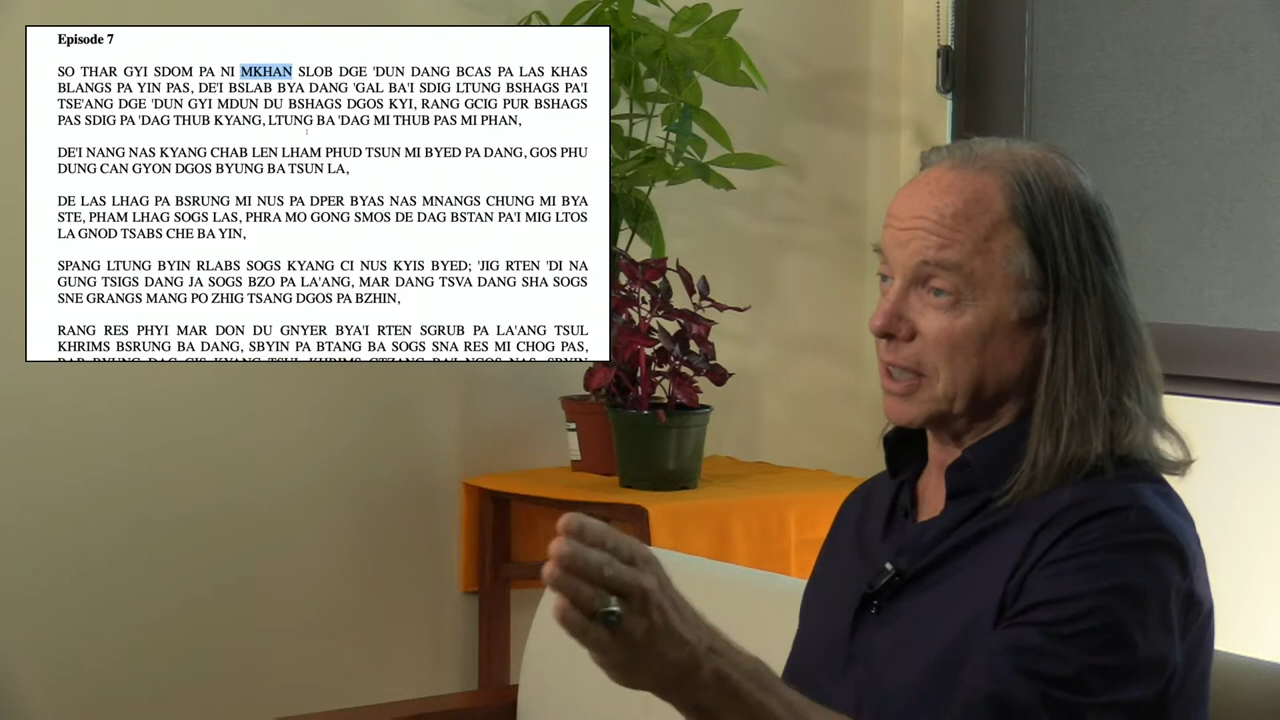 Episode 7
SO THAR GYI SDOM PA NI MKHAN SLOB DGE 'DUN DANG BCAS PA LAS KHAS
BLANGS PA YIN PAS, DE'I BSLAB BYA DANG 'GAL BA'I SDIG LTUNG BSHAGS PA'I
TSE'ANG DGE 'DUN GYI MDUN DU BSHAGS DGOS KYI, RANG GCIG PUR BSHAGS
PAS SDIG PA 'DAG THUB KYANG, LTUNG BA 'DAG MI THUB PAS MI PHAN,
DE'I NANG NAS KYANG CHAB LEN LHAM PHUD TSUN MI BYED PA DANG, GOS PHU
DUNG CAN GYON DGOS BYUNG BA TSUN LA,
DE LAS LHAG PA BSRUNG MI NUS PA DPER BYAS NAS MNANGS CHUNG MI BYA
STE, PHAM LHAG SOGS LAS, PHRA MO GONG SMOS DE DAG BSTAN PA'I MIG LTOS
LA GNOD TSABS CHE BA YIN,
SPANG LTUNG BYIN RLABS SOGS KYANG CI NUS KYIS BYED; 'JIG RTEN 'DI NA
GUNG TSIGS DANG JA SOGS BZO PA LA'ANG, MAR DANG TSVA DANG SHA SOGS
SNE GRANGS MANG PO ZHIG TSANG DGOS PA BZHIN,
RANG RES PHYI MAR DON DU GNYER BYA'I RTEN SGRUB PA LA'ANG TSUL
KHRIMS BSRUNG BA DANG, SBYIN PA BTANG BA SOGS SNA RES MI CHOG PAS,